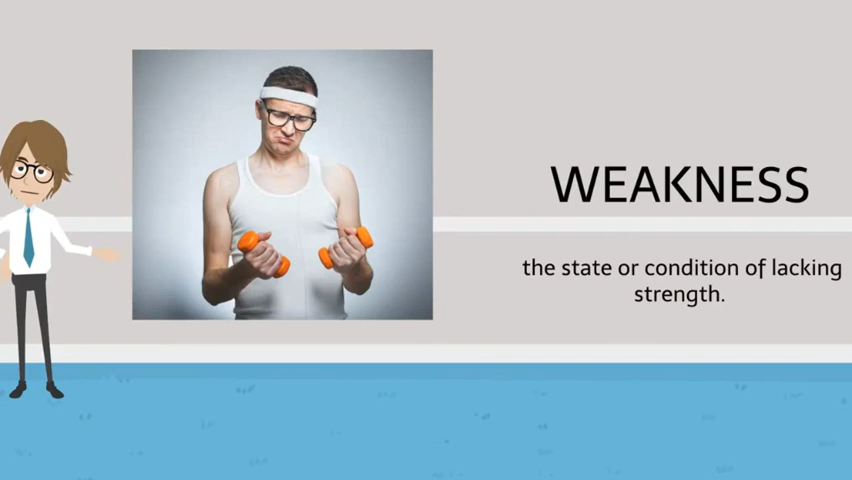 WEAKNESS
the state or condition of lacking
strength.